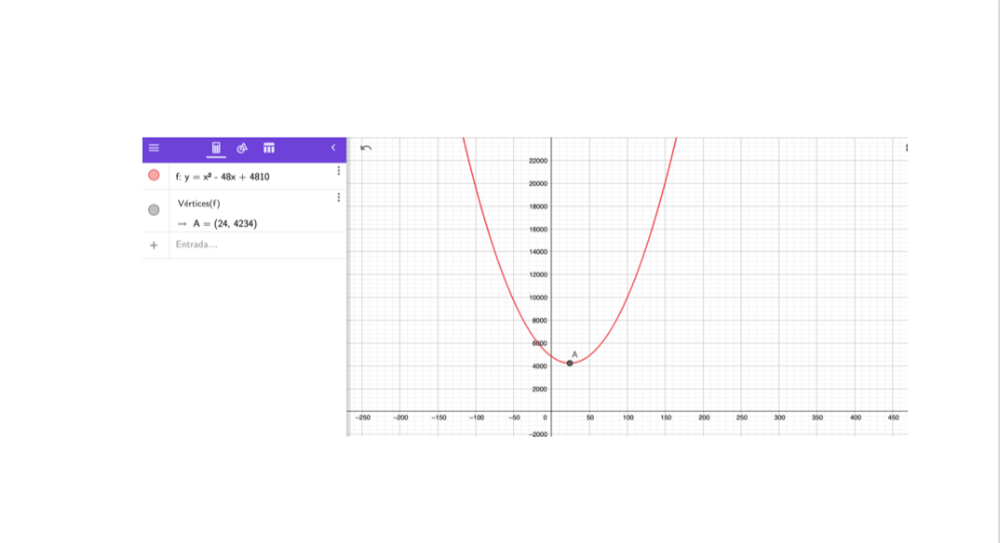 f: y = x² - 48x + 4810
Vértices(f)
→ A = (24, 4234)
+ Entrada...
22000
20000
18000
16000
14000
12000
10000
8000
6000
A
4000
2000
-250 -200 -150 -100 -50 0 50 100 150 200 250 300 350 400 450
-2000